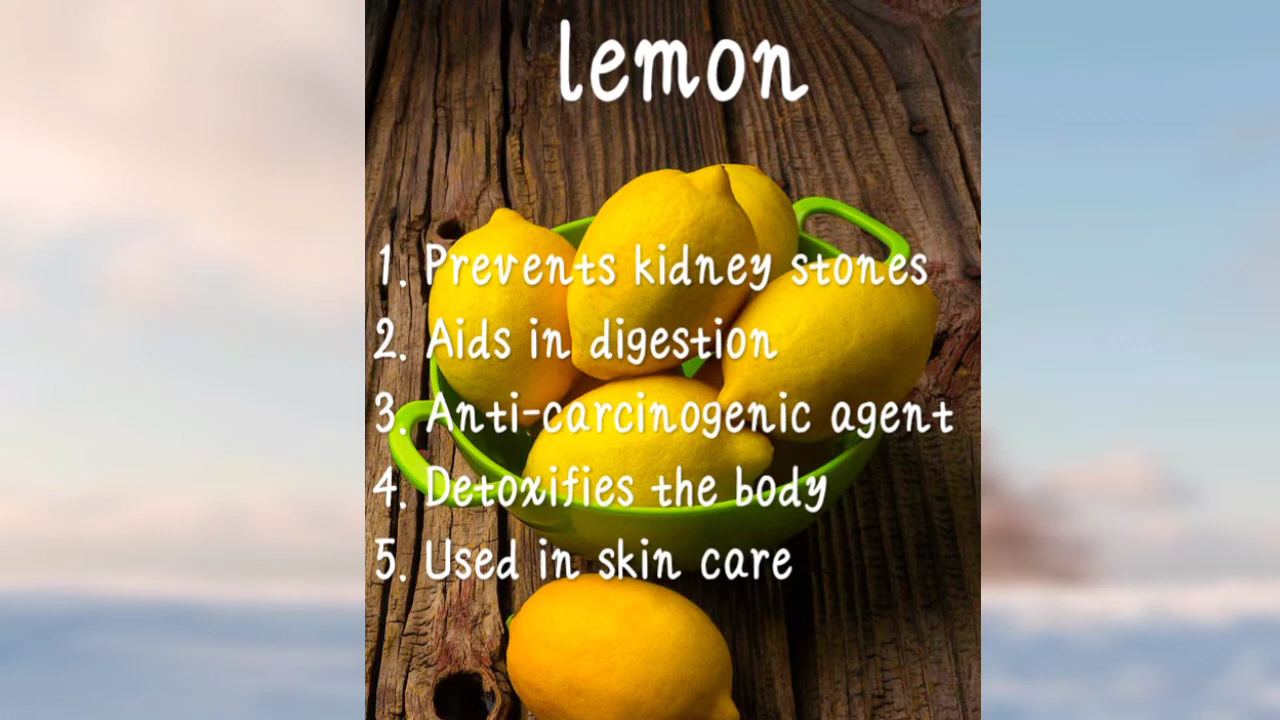 lemon
1. Prevents kidney stones
2. Aids in digestion
3. Anti-carcinogenic agent
4. Detoxifies the body
5. Used in skin care